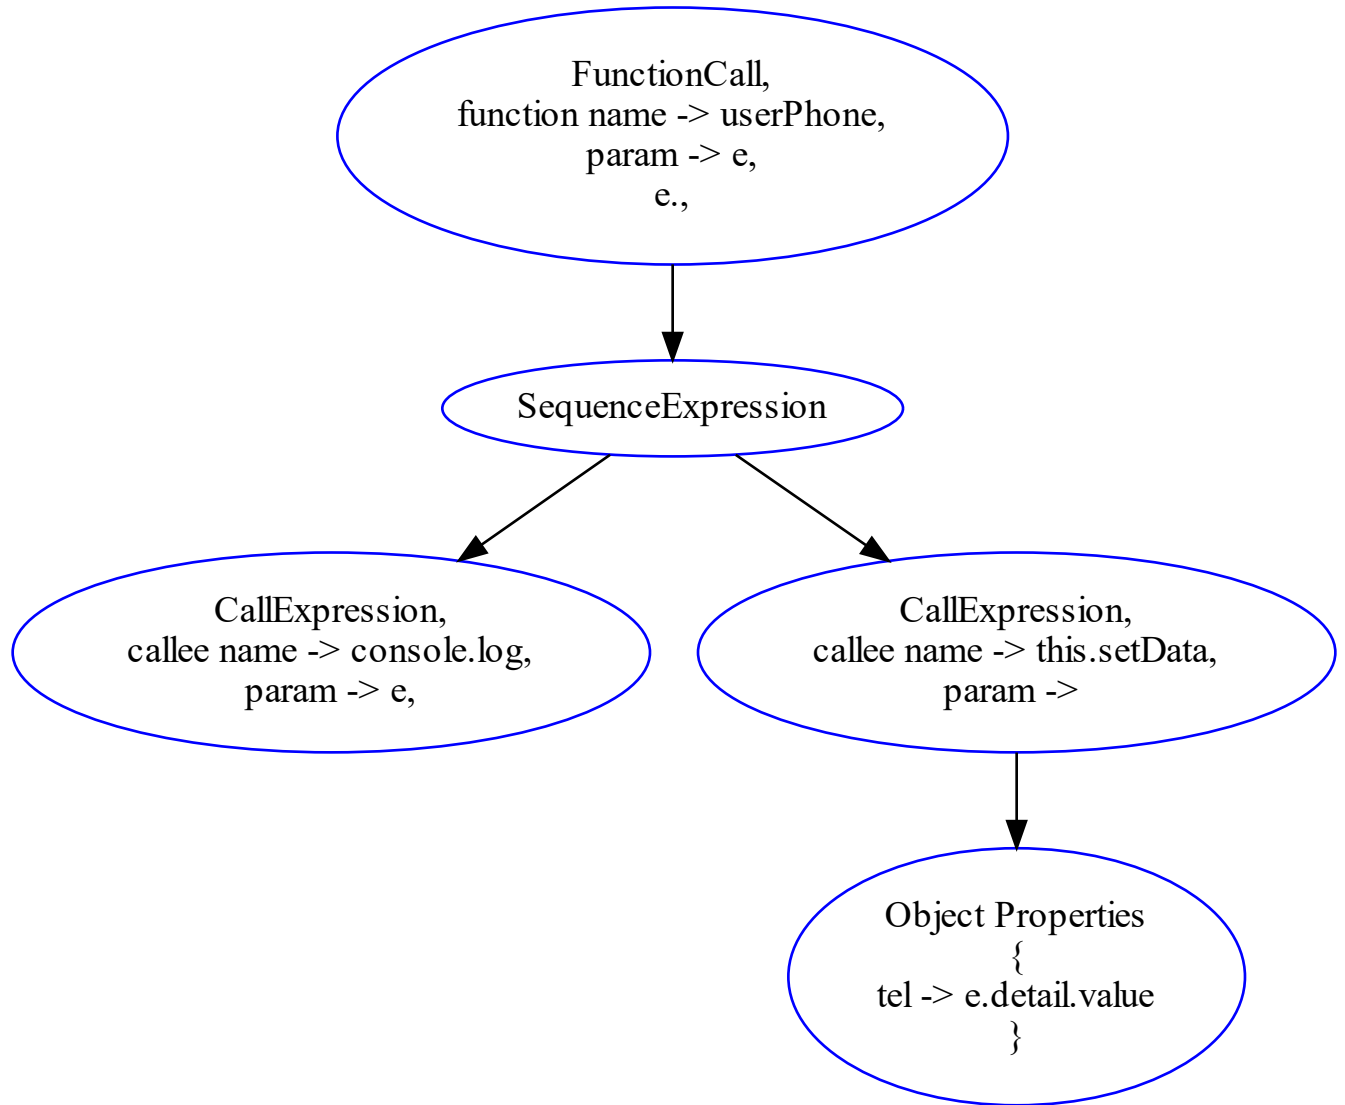 FunctionCall,
function name -> userPhone,
param -> e,
e.,
SequenceExpression
CallExpression,
callee name -> console.log,
param -> e,
CallExpression,
callee name -> this.setData,
param ->
Object Properties
{
tel -> e.detail.value
}